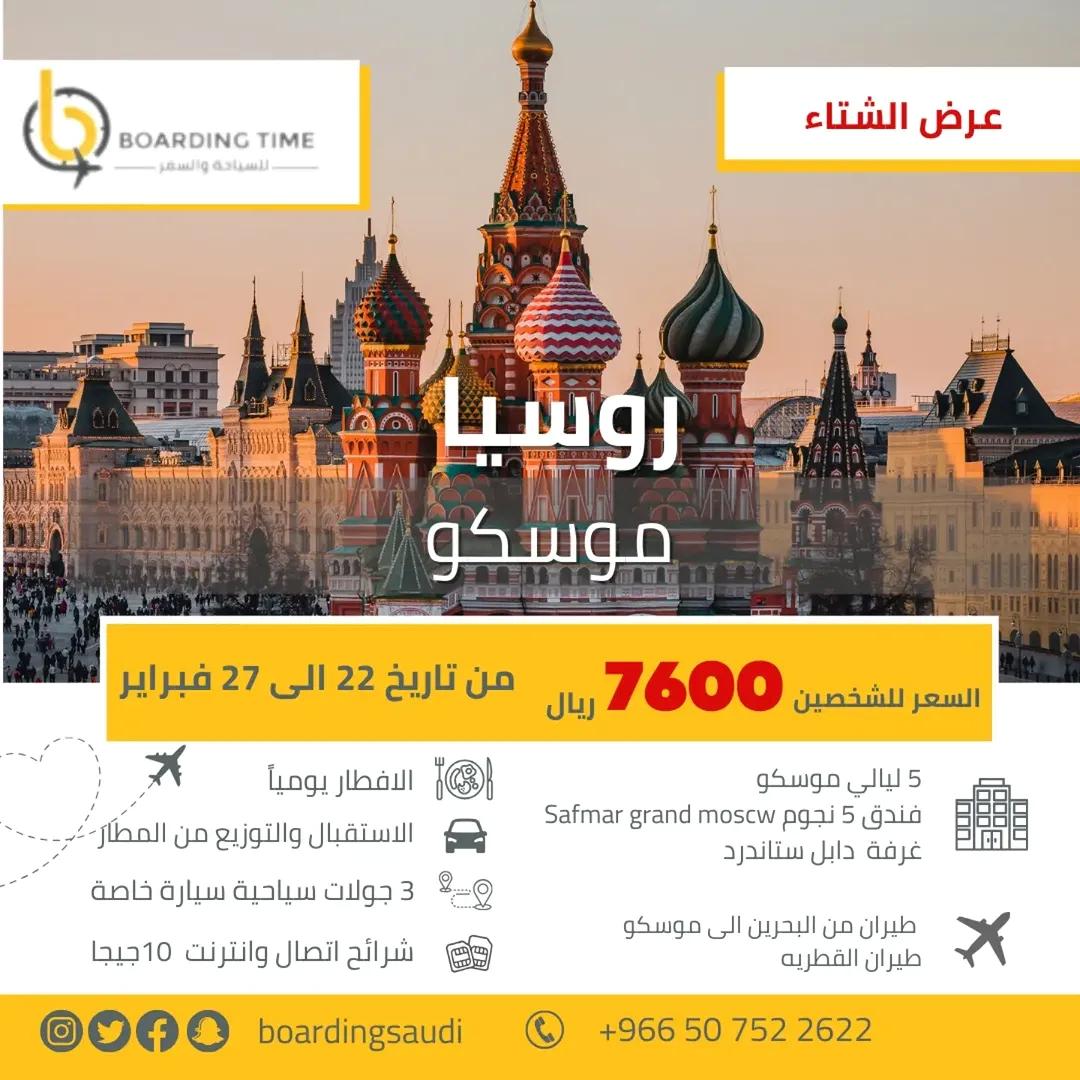 BOARDING TIME
للسياحة والسفر
عرض الشتاء
روسيا
موسكو
السعر للشخصين 7600 ريال
من تاريخ 22 الى 27 فبراير
5 ليالي موسكو
فندق 5 نجوم Safmar grand moscw
غرفة دابل ستاندرد
طيران من البحرين الى موسكو
طيران القطريه
الافطار يومياً
الاستقبال والتوزيع من المطار
3 جولات سياحية سيارة خاصة
شرائح اتصال وانترنت 10جيجا
boardingsaudi
+966 50 752 2622